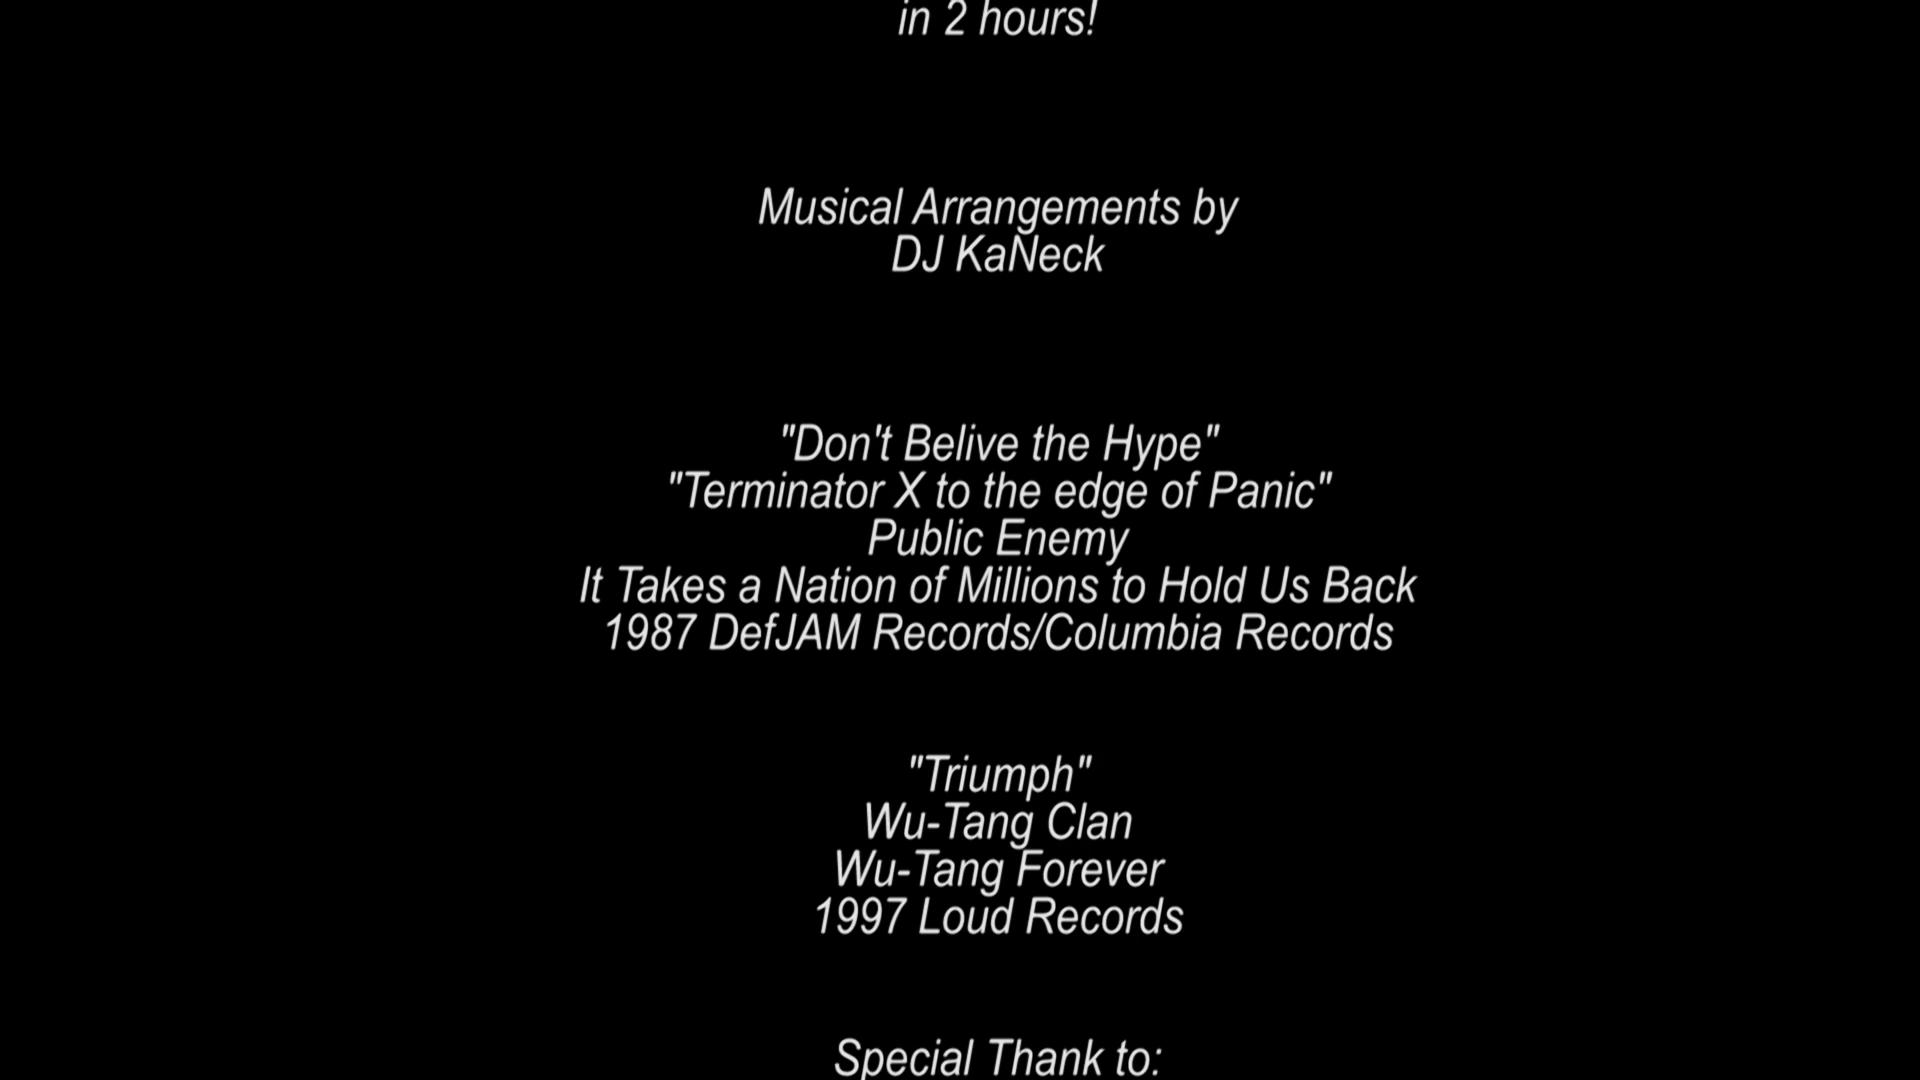 in 2 hours!
Musical Arrangements by
DJ KaNeck
"Don't Belive the Hype"
"Terminator X to the edge of Panic"
Public Enemy
It Takes a Nation of Millions to Hold Us Back
1987 DefJAM Records/Columbia Records
"Triumph"
Wu-Tang Clan
Wu-Tang Forever
1997 Loud Records
Special Thank to: